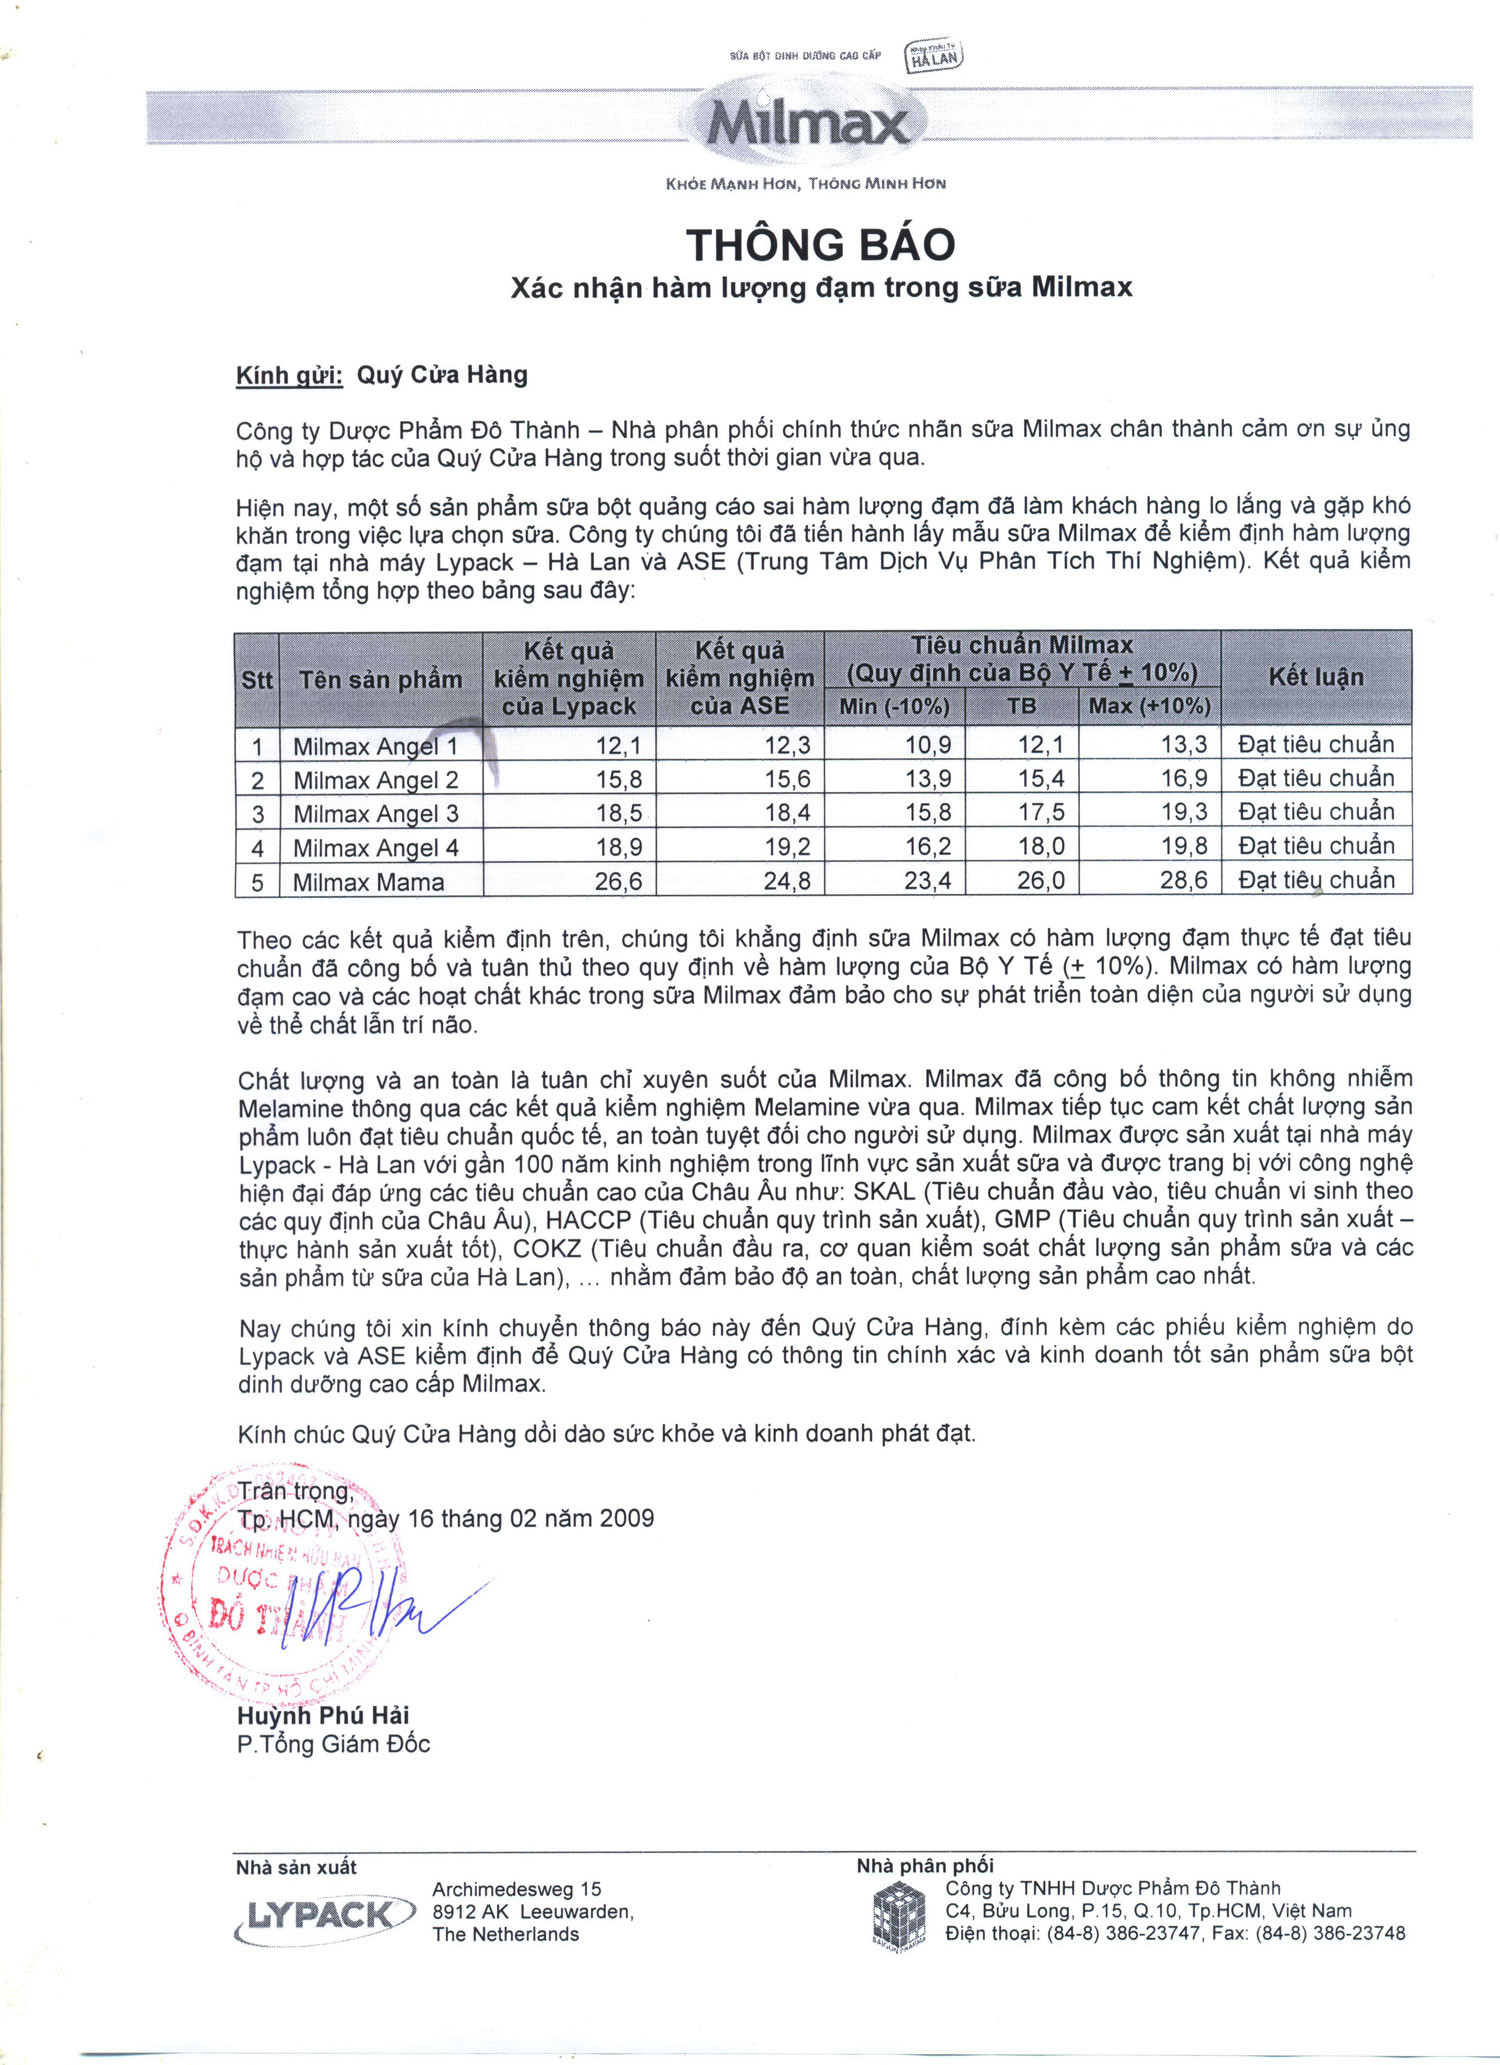 SỮA BỘT DINH DƯỠNG CAO CẤP
Nhập Khẩu Từ
HÀ LAN
Milmax
KHỎE MẠNH HƠN, THÔNG MINH HƠN
THÔNG BÁO
Xác nhận hàm lượng đạm trong sữa Milmax
Kính gửi: Quý Cửa Hàng
Công ty Dược Phẩm Đô Thành – Nhà phân phối chính thức nhãn sữa Milmax chân thành cảm ơn sự ủng
hộ và hợp tác của Quý Cửa Hàng trong suốt thời gian vừa qua.
Hiện nay, một số sản phẩm sữa bột quảng cáo sai hàm lượng đạm đã làm khách hàng lo lắng và gặp khó
khăn trong việc lựa chọn sữa. Công ty chúng tôi đã tiến hành lấy mẫu sữa Milmax để kiểm định hàm lượng
đạm tại nhà máy Lypack – Hà Lan và ASE (Trung Tâm Dịch Vụ Phân Tích Thí Nghiệm). Kết quả kiểm
nghiệm tổng hợp theo bảng sau đây:
Stt Tên sản phẩm Kết quả kiểm nghiệm của Lypack Kết quả kiểm nghiệm của ASE Tiêu chuẩn Milmax (Quy định của Bộ Y Tế ± 10%) Kết luận
Min (-10%) TB Max (+10%)
1 Milmax Angel 1 12,1 12,3 10,9 12,1 13,3 Đạt tiêu chuẩn
2 Milmax Angel 2 15,8 15,6 13,9 15,4 16,9 Đạt tiêu chuẩn
3 Milmax Angel 3 18,5 18,4 15,8 17,5 19,3 Đạt tiêu chuẩn
4 Milmax Angel 4 18,9 19,2 16,2 18,0 19,8 Đạt tiêu chuẩn
5 Milmax Mama 26,6 24,8 23,4 26,0 28,6 Đạt tiêu chuẩn
Theo các kết quả kiểm định trên, chúng tôi khẳng định sữa Milmax có hàm lượng đạm thực tế đạt tiêu
chuẩn đã công bố và tuân thủ theo quy định về hàm lượng của Bộ Y Tế (± 10%). Milmax có hàm lượng
đạm cao và các hoạt chất khác trong sữa Milmax đảm bảo cho sự phát triển toàn diện của người sử dụng
về thể chất lẫn trí não.
Chất lượng và an toàn là tuân chỉ xuyên suốt của Milmax. Milmax đã công bố thông tin không nhiễm
Melamine thông qua các kết quả kiểm nghiệm Melamine vừa qua. Milmax tiếp tục cam kết chất lượng sản
phẩm luôn đạt tiêu chuẩn quốc tế, an toàn tuyệt đối cho người sử dụng. Milmax được sản xuất tại nhà máy
Lypack - Hà Lan với gần 100 năm kinh nghiệm trong lĩnh vực sản xuất sữa và được trang bị với công nghệ
hiện đại đáp ứng các tiêu chuẩn cao của Châu Âu như: SKAL (Tiêu chuẩn đầu vào, tiêu chuẩn vi sinh theo
các quy định của Châu Âu), HACCP (Tiêu chuẩn quy trình sản xuất), GMP (Tiêu chuẩn quy trình sản xuất –
thực hành sản xuất tốt), COKZ (Tiêu chuẩn đầu ra, cơ quan kiểm soát chất lượng sản phẩm sữa và các
sản phẩm từ sữa của Hà Lan), … nhằm đảm bảo độ an toàn, chất lượng sản phẩm cao nhất.
Nay chúng tôi xin kính chuyển thông báo này đến Quý Cửa Hàng, đính kèm các phiếu kiểm nghiệm do
Lypack và ASE kiểm định để Quý Cửa Hàng có thông tin chính xác và kinh doanh tốt sản phẩm sữa bột
dinh dưỡng cao cấp Milmax.
Kính chúc Quý Cửa Hàng dồi dào sức khỏe và kinh doanh phát đạt.
Trân trọng,
Tp. HCM, ngày 16 tháng 02 năm 2009
S.Đ.K.K.D
CÔNG TY
TRÁCH NHIỆM HỮU HẠN
DƯỢC PHẨM
ĐÔ THÀNH
Q BÌNH TÂN TP HỒ CHÍ MINH
Huỳnh Phú Hải
P.Tổng Giám Đốc
Nhà sản xuất
LYPACK
Archimedesweg 15
8912 AK Leeuwarden,
The Netherlands
Nhà phân phối
SAIGON PHARMA
Công ty TNHH Dược Phẩm Đô Thành
C4, Bửu Long, P.15, Q.10, Tp.HCM, Việt Nam
Điện thoại: (84-8) 386-23747, Fax: (84-8) 386-23748